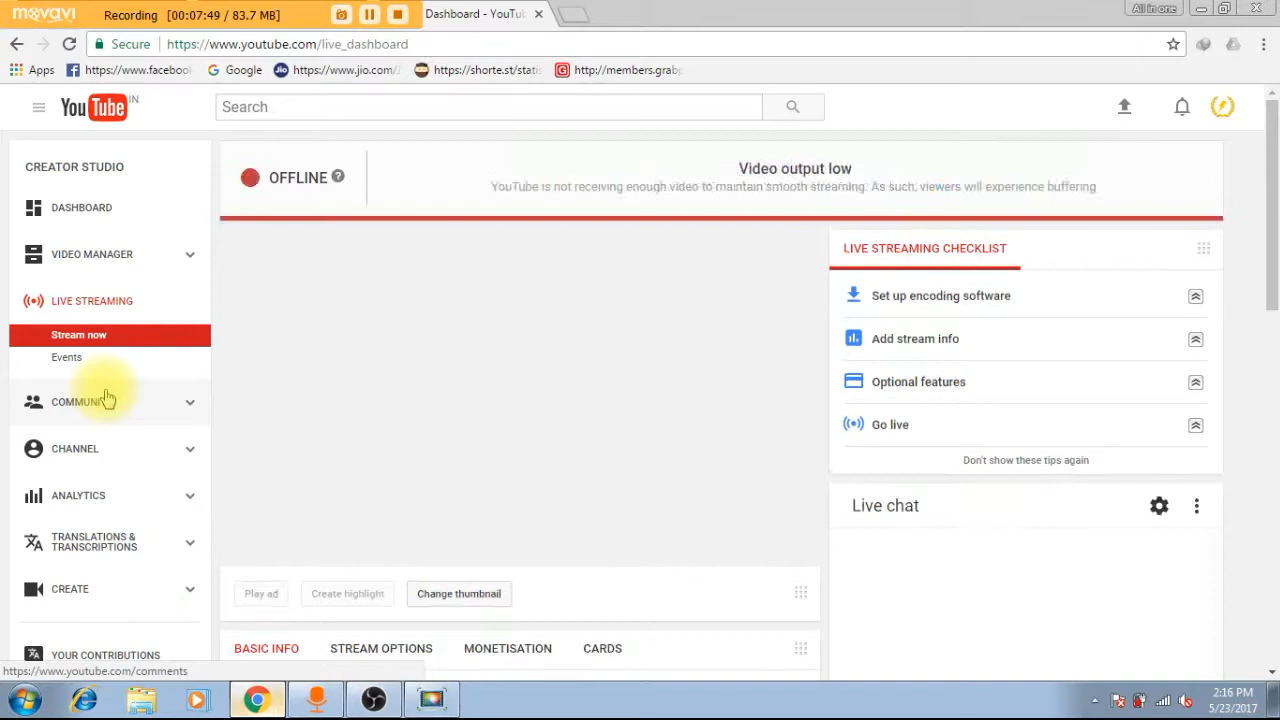 movavi
Recording [00:07:49 / 83.7 MB]
Dashboard - YouTu
All in one
Secure https://www.youtube.com/live_dashboard
Apps https://www.facebook Google https://www.jio.com/ https://shorte.st/stati http://members.grabp
YouTube IN
Search
CREATOR STUDIO
DASHBOARD
VIDEO MANAGER
LIVE STREAMING
Stream now
Events
COMMUNI
CHANNEL
ANALYTICS
TRANSLATIONS &
TRANSCRIPTIONS
CREATE
YOUR CONTRIBUTIONS
https://www.youtube.com/comments
OFFLINE ?
Video output low
YouTube is not receiving enough video to maintain smooth streaming. As such, viewers will experience buffering
LIVE STREAMING CHECKLIST
Set up encoding software
Add stream info
Optional features
Go live
Don't show these tips again
Live chat
Play ad Create highlight Change thumbnail
BASIC INFO STREAM OPTIONS MONETISATION CARDS
2:16 PM
5/23/2017